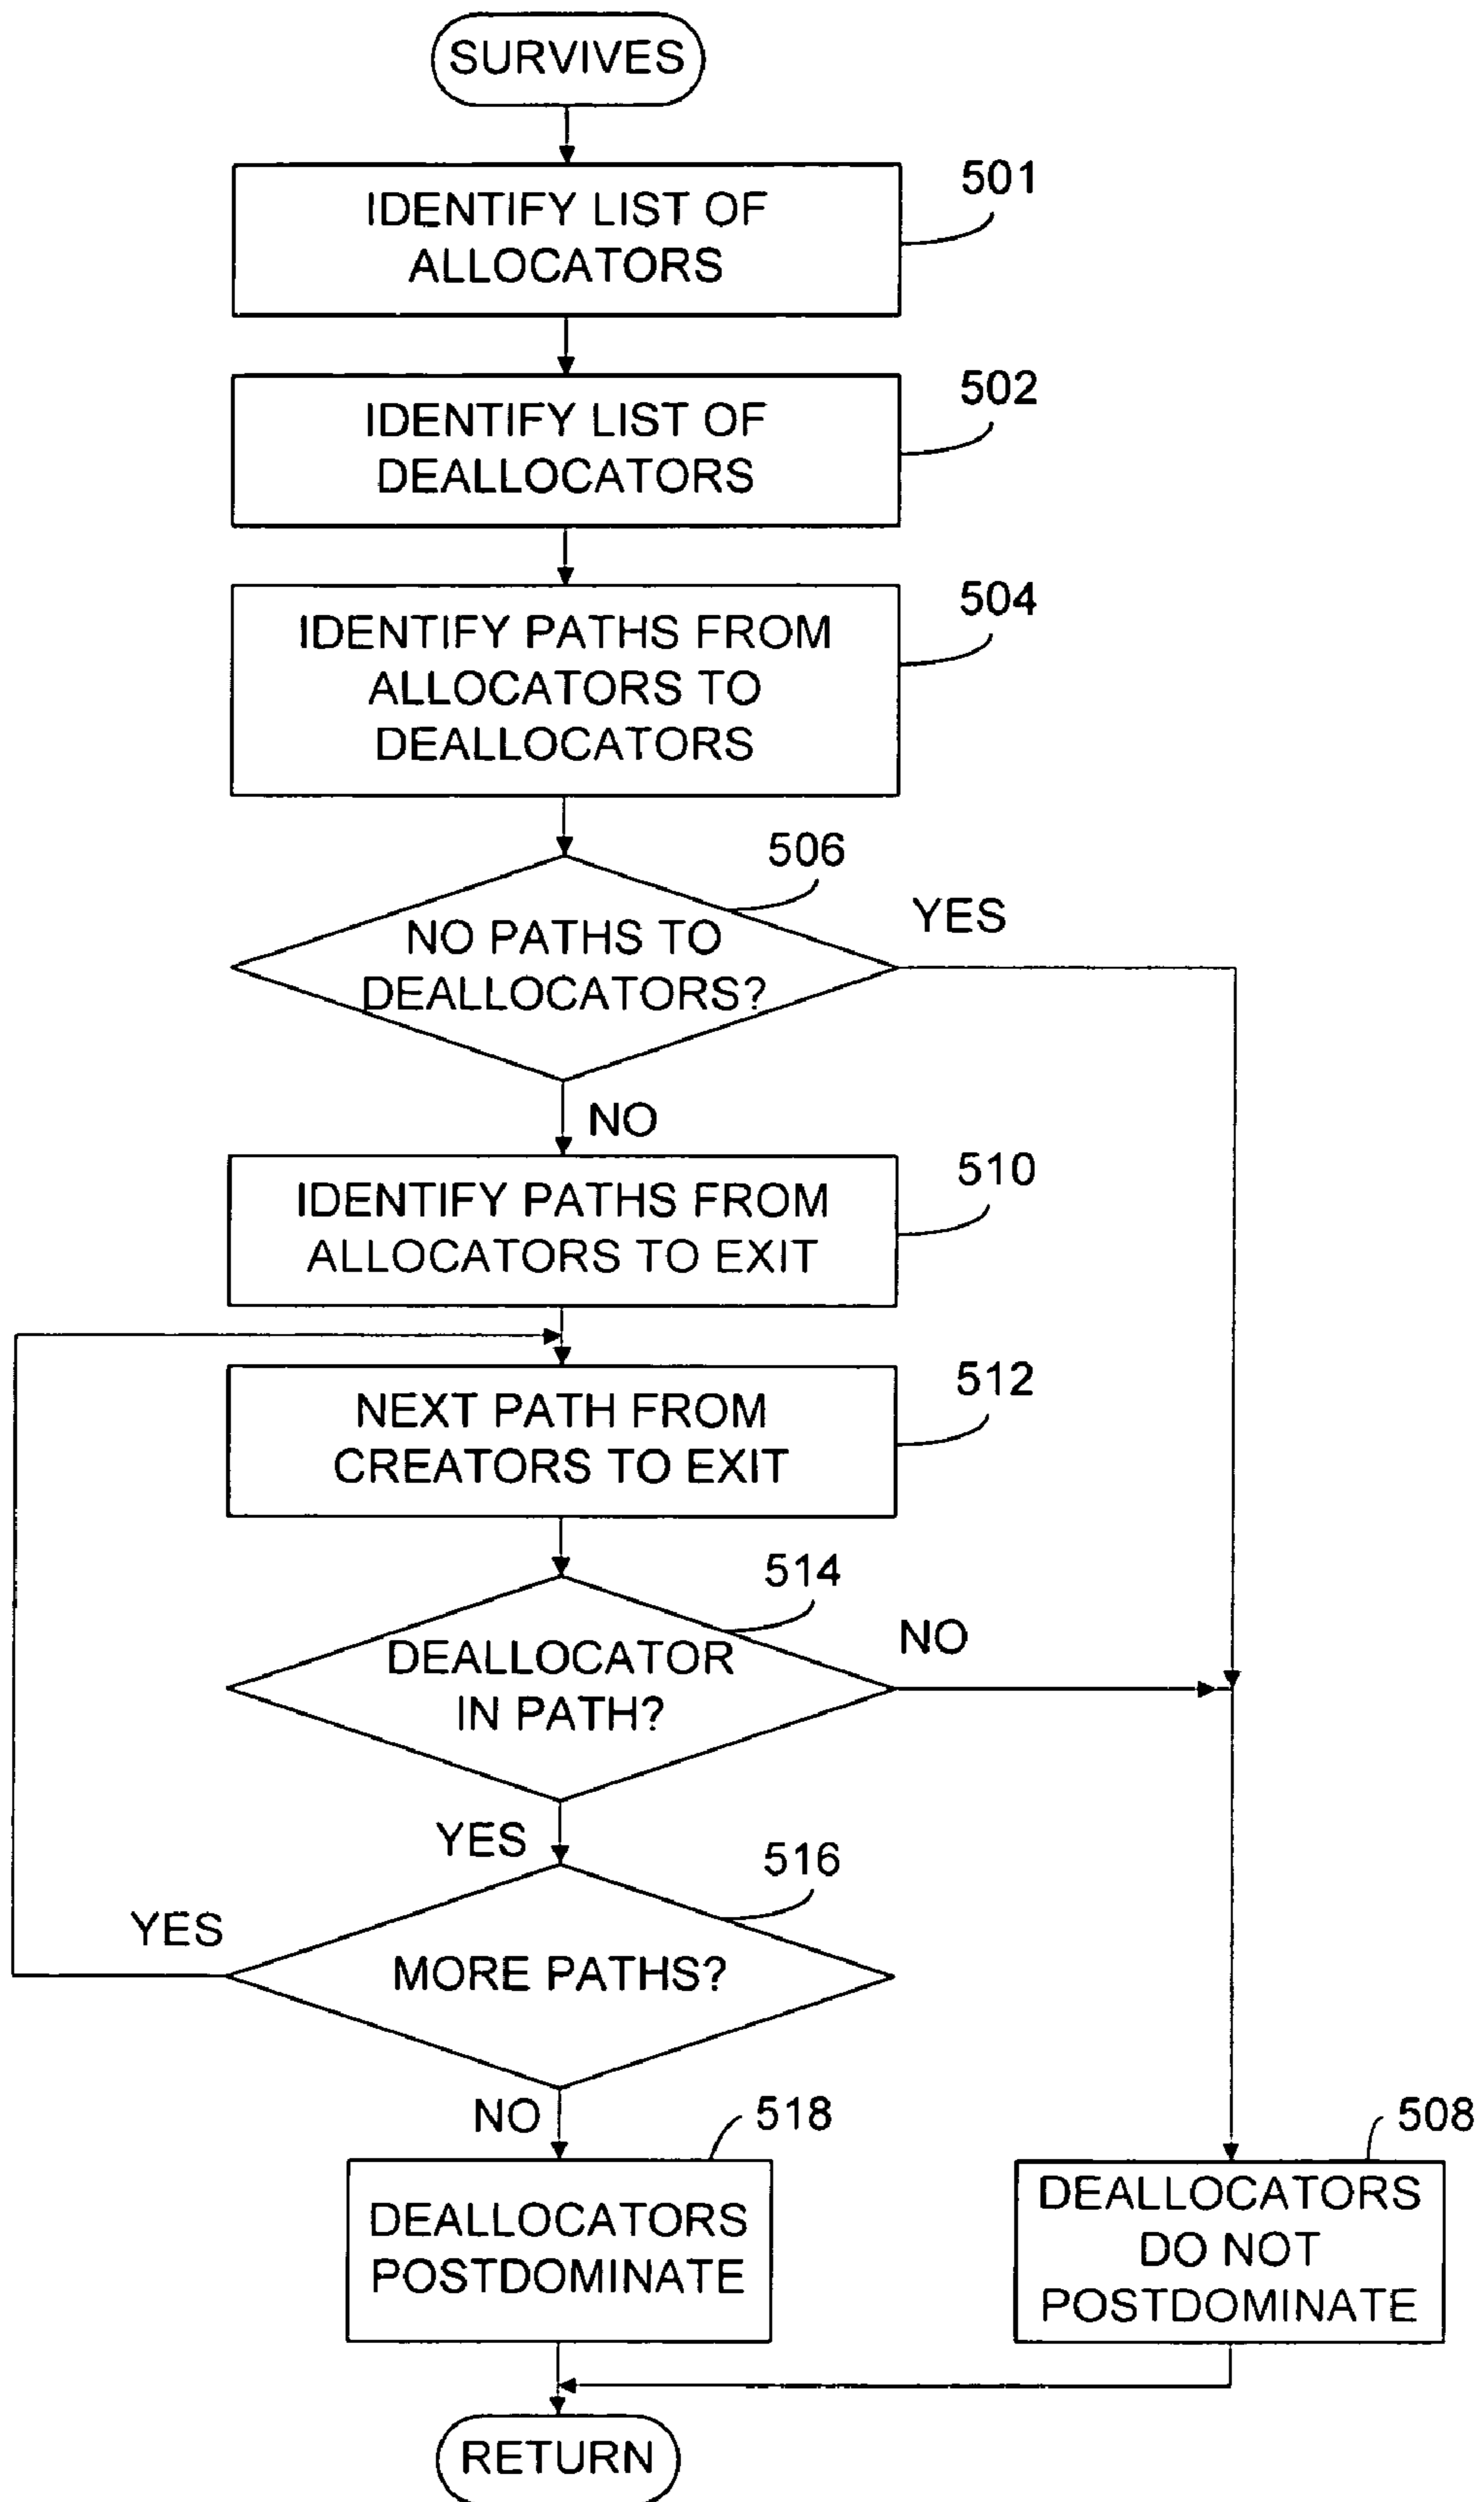 SURVIVES
501
IDENTIFY LIST OF
ALLOCATORS
502
IDENTIFY LIST OF
DEALLOCATORS
504
IDENTIFY PATHS FROM
ALLOCATORS TO
DEALLOCATORS
506
YES
NO PATHS TO
DEALLOCATORS?
NO
510
IDENTIFY PATHS FROM
ALLOCATORS TO EXIT
512
NEXT PATH FROM
CREATORS TO EXIT
514
NO
DEALLOCATOR
IN PATH?
YES
516
YES
MORE PATHS?
NO
518
508
DEALLOCATORS
POSTDOMINATE
DEALLOCATORS
DO NOT
POSTDOMINATE
RETURN